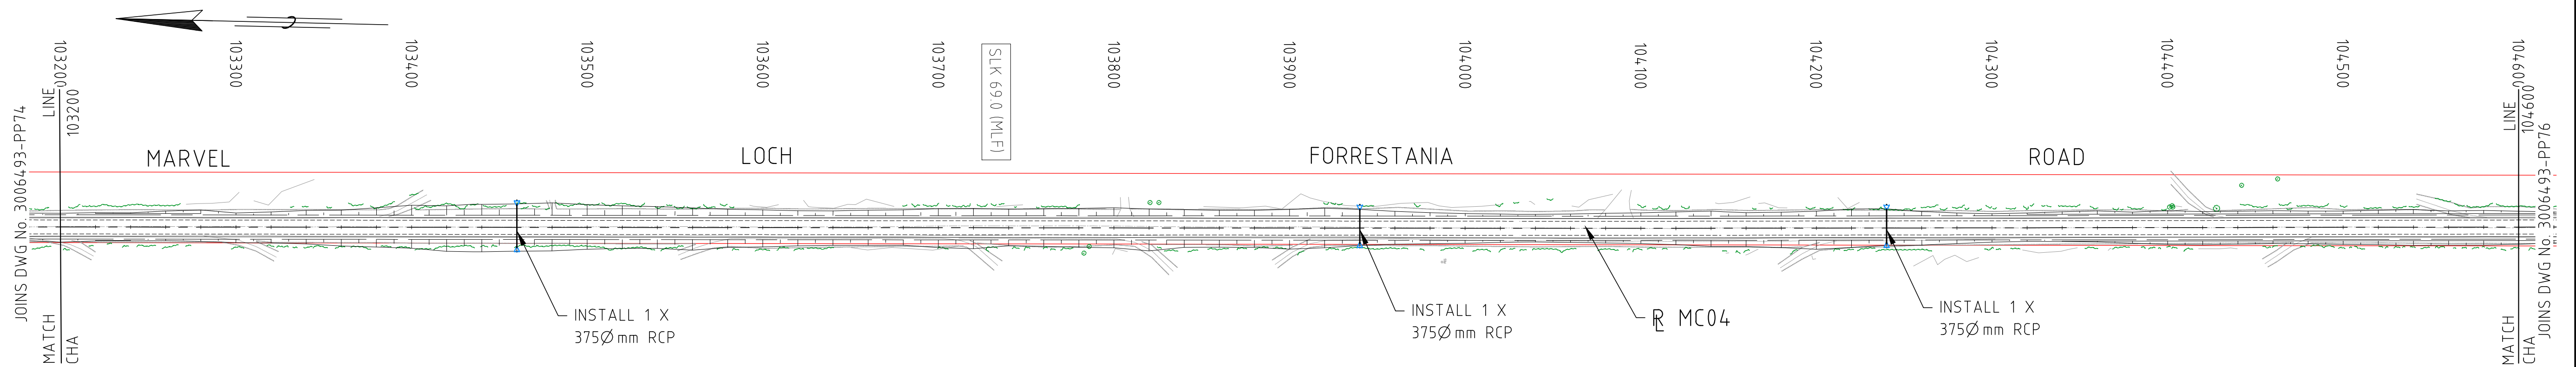 103200
103300
103400
103500
103600
103700
103800
103900
104000
104100
104200
104300
104400
104500
104600
SLK 69.0 (MLF)
JOINS DWG No. 3006493-PP74
MATCH LINE
CHA 103200
MARVEL LOCH FORRESTANIA ROAD
INSTALL 1 X
375Ø mm RCP
INSTALL 1 X
375Ø mm RCP
MC04
INSTALL 1 X
375Ø mm RCP
MATCH LINE
CHA 104600
JOINS DWG No. 3006493-PP76